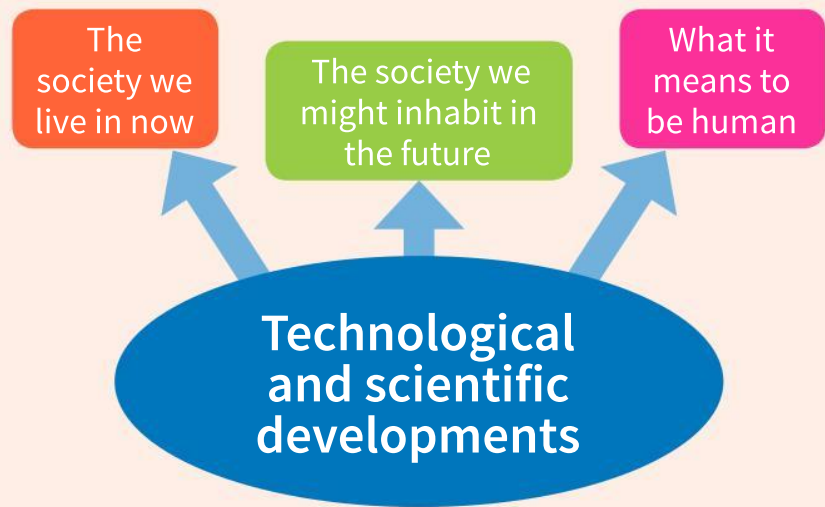 The
society we
live in now
The society we
might inhabit in
the future
What it
means to
be human
Technological
and scientific
developments